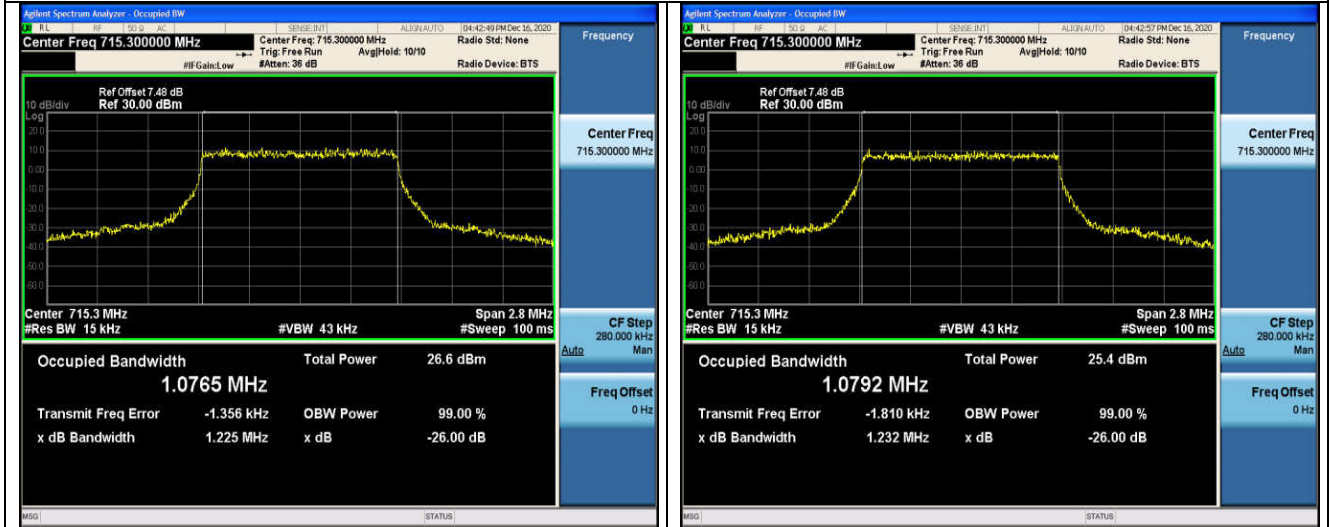 Agilent Spectrum Analyzer - Occupied BW
RL RF 50 Ω AC SENSE:INT ALIGNAUTO 04:42:49 PM Dec 16, 2020
Center Freq 715.300000 MHz
Center Freq: 715.300000 MHz
Radio Std: None
Trig: Free Run Avg|Hold: 10/10
#IFGain:Low #Atten: 36 dB Radio Device: BTS
Frequency
Ref Offset 7.48 dB
10 dB/div Ref 30.00 dBm
Log
20.0
10.0
0.00
-10.0
-20.0
-30.0
-40.0
-50.0
-60.0
Center 715.3 MHz Span 2.8 MHz
#Res BW 15 kHz #VBW 43 kHz #Sweep 100 ms
Center Freq
715.300000 MHz
CF Step
280.000 kHz
Auto Man
Freq Offset
0 Hz
Occupied Bandwidth Total Power 26.6 dBm
1.0765 MHz
Transmit Freq Error -1.356 kHz OBW Power 99.00 %
x dB Bandwidth 1.225 MHz x dB -26.00 dB
MSG STATUS
Agilent Spectrum Analyzer - Occupied BW
RL RF 50 Ω AC SENSE:INT ALIGNAUTO 04:42:57 PM Dec 16, 2020
Center Freq 715.300000 MHz
Center Freq: 715.300000 MHz
Radio Std: None
Trig: Free Run Avg|Hold: 10/10
#IFGain:Low #Atten: 36 dB Radio Device: BTS
Frequency
Ref Offset 7.48 dB
10 dB/div Ref 30.00 dBm
Log
20.0
10.0
0.00
-10.0
-20.0
-30.0
-40.0
-50.0
-60.0
Center 715.3 MHz Span 2.8 MHz
#Res BW 15 kHz #VBW 43 kHz #Sweep 100 ms
Center Freq
715.300000 MHz
CF Step
280.000 kHz
Auto Man
Freq Offset
0 Hz
Occupied Bandwidth Total Power 25.4 dBm
1.0792 MHz
Transmit Freq Error -1.810 kHz OBW Power 99.00 %
x dB Bandwidth 1.232 MHz x dB -26.00 dB
MSG STATUS